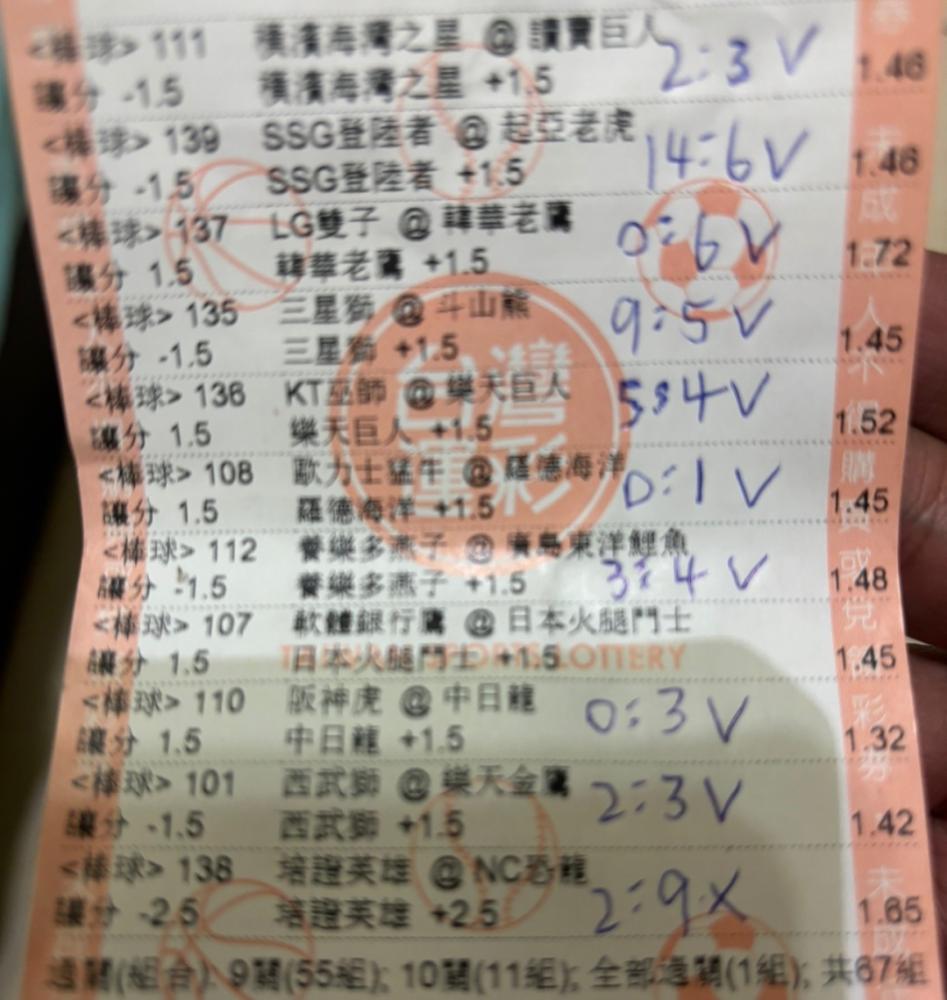 <棒球> 111 橫濱海灣之星 @ 讀賣巨人 2:3 V
讓分 -1.5 橫濱海灣之星 +1.5 1.46
<棒球> 139 SSG登陸者 @ 起亞老虎 14:6 V
讓分 -1.5 SSG登陸者 +1.5 1.46
<棒球> 137 LG雙子 @ 韓華老鷹 0:6 V
讓分 1.5 韓華老鷹 +1.5 1.72
<棒球> 135 三星獅 @ 斗山熊 9:5 V
讓分 -1.5 三星獅 +1.5 1.45
<棒球> 136 KT巫師 @ 樂天巨人 5:4 V
讓分 1.5 樂天巨人 +1.5 1.52
<棒球> 108 歐力士猛牛 @ 羅德海洋 0:1 V
讓分 1.5 羅德海洋 +1.5 1.45
<棒球> 112 養樂多燕子 @ 廣島東洋鯉魚 3:4 V
讓分 -1.5 養樂多燕子 +1.5 1.48
<棒球> 107 軟體銀行鷹 @ 日本火腿鬥士
讓分 1.5 日本火腿鬥士 +1.5 1.45
<棒球> 110 阪神虎 @ 中日龍 0:3 V
讓分 1.5 中日龍 +1.5 1.32
<棒球> 101 西武獅 @ 樂天金鷹 2:3 V
讓分 -1.5 西武獅 +1.5 1.42
<棒球> 138 培證英雄 @ NC恐龍 2:9 X
讓分 -2.5 培證英雄 +2.5 1.65
過關(組合): 9關(55組); 10關(11組); 全部過關(1組); 共67組
台灣
運彩
TAIWAN SPORTS LOTTERY